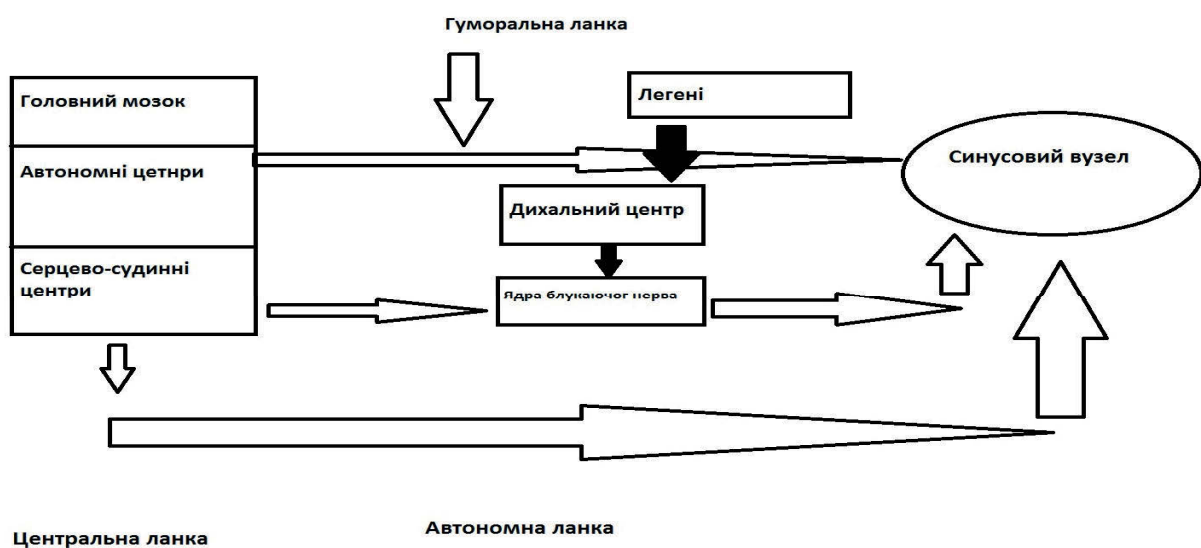 Гуморальна ланка
Головний мозок
Легені
Автономні цетнри
Синусовий вузел
Дихальний центр
Серцево-судинні
центри
Ядра блукаючог нерва
Автономна ланка
Центральна ланка